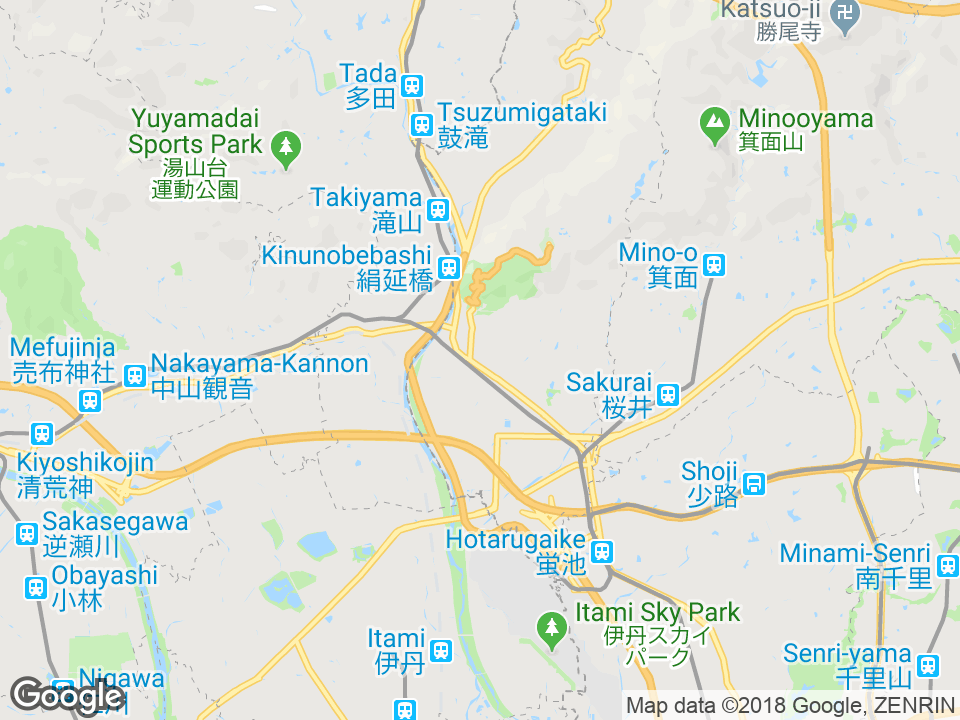 Katsuo-ji
勝尾寺
Tada
多田
Tsuzumigataki
鼓滝
Minooyama
箕面山
Yuyamadai
Sports Park
湯山台
運動公園
Takiyama
滝山
Kinunobebashi
絹延橋
Mino-o
箕面
Mefujinja
売布神社
Nakayama-Kannon
中山観音
Sakurai
桜井
Kiyoshikojin
清荒神
Shoji
少路
Sakasegawa
逆瀬川
Hotarugaike
蛍池
Minami-Senri
南千里
Obayashi
小林
Itami Sky Park
伊丹スカイ
パーク
Itami
伊丹
Senri-yama
千里山
Nigawa
Google
Map data ©2018 Google, ZENRIN